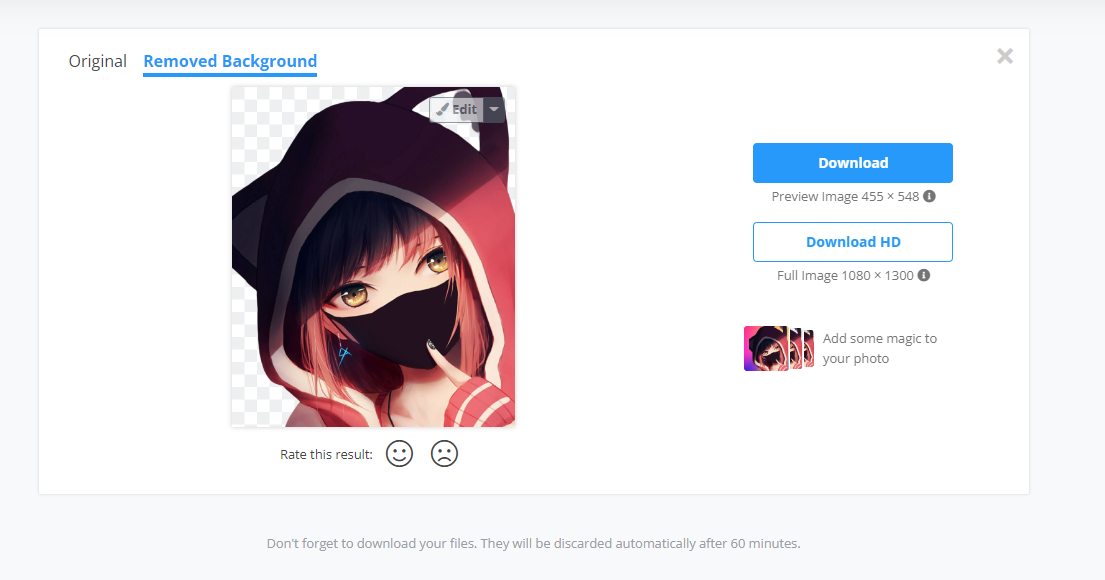 Original Removed Background
Edit
Download
Preview Image 455 × 548
Download HD
Full Image 1080 × 1300
Add some magic to
your photo
Rate this result:
Don't forget to download your files. They will be discarded automatically after 60 minutes.